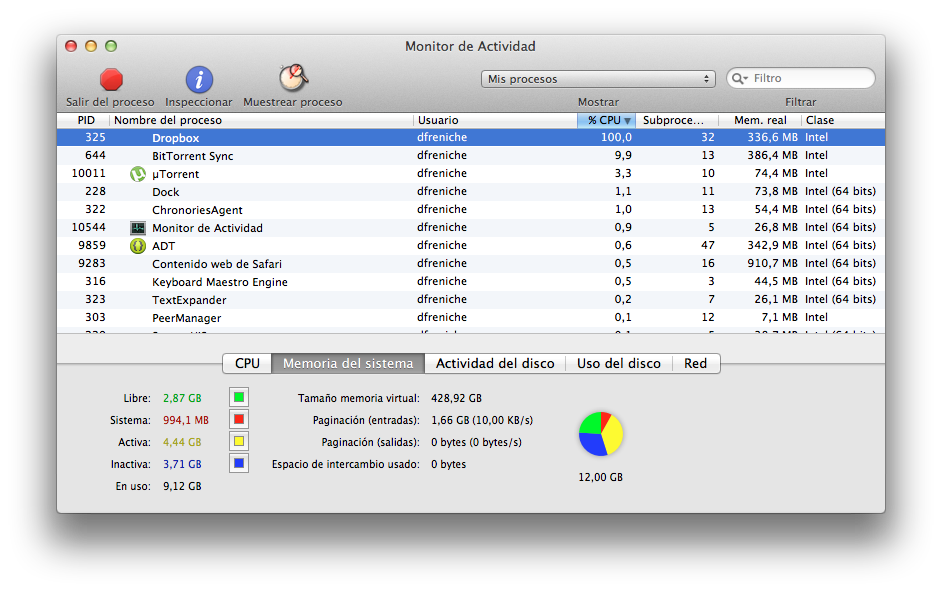 Monitor de Actividad
Salir del proceso Inspeccionar Muestrear proceso Mis procesos Filtro
Mostrar Filtrar
PID Nombre del proceso Usuario % CPU Subproce... Mem. real Clase
325 Dropbox dfreniche 100,0 32 336,6 MB Intel
644 BitTorrent Sync dfreniche 9,9 13 386,4 MB Intel
10011 µTorrent dfreniche 3,3 10 74,4 MB Intel
228 Dock dfreniche 1,1 11 73,8 MB Intel (64 bits)
322 ChronoriesAgent dfreniche 1,0 13 54,4 MB Intel (64 bits)
10544 Monitor de Actividad dfreniche 0,9 5 26,8 MB Intel (64 bits)
9859 ADT dfreniche 0,6 47 342,9 MB Intel (64 bits)
9283 Contenido web de Safari dfreniche 0,5 16 910,7 MB Intel (64 bits)
316 Keyboard Maestro Engine dfreniche 0,5 3 44,5 MB Intel (64 bits)
323 TextExpander dfreniche 0,2 7 26,1 MB Intel (64 bits)
303 PeerManager dfreniche 0,1 12 7,1 MB Intel
CPU Memoria del sistema Actividad del disco Uso del disco Red
Libre: 2,87 GB Tamaño memoria virtual: 428,92 GB
Sistema: 994,1 MB Paginación (entradas): 1,66 GB (10,00 KB/s)
Activa: 4,44 GB Paginación (salidas): 0 bytes (0 bytes/s)
Inactiva: 3,71 GB Espacio de intercambio usado: 0 bytes
En uso: 9,12 GB
12,00 GB